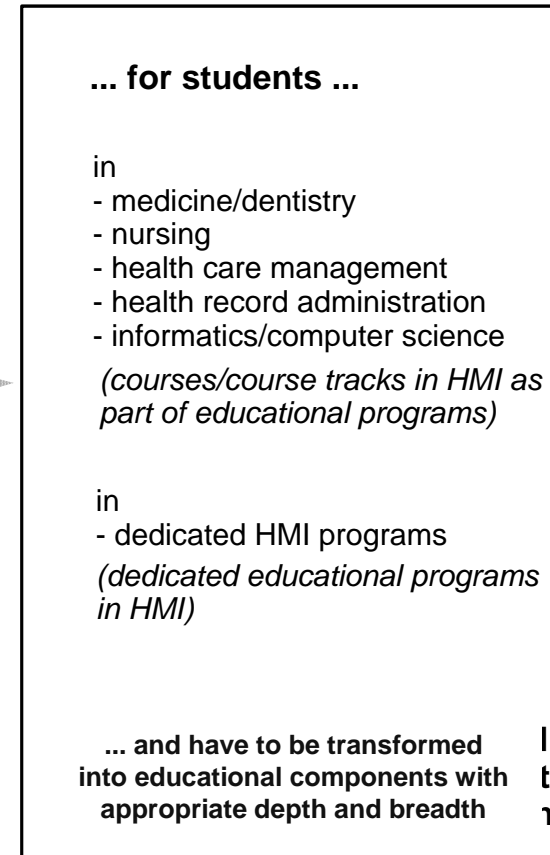 ... for students ...
in
- medicine/dentistry
- nursing
- health care management
- health record administration
- informatics/computer science
(courses/course tracks in HMI as
part of educational programs)
in
- dedicated HMI programs
(dedicated educational programs
in HMI)
... and have to be transformed
into educational components with
appropriate depth and breadth